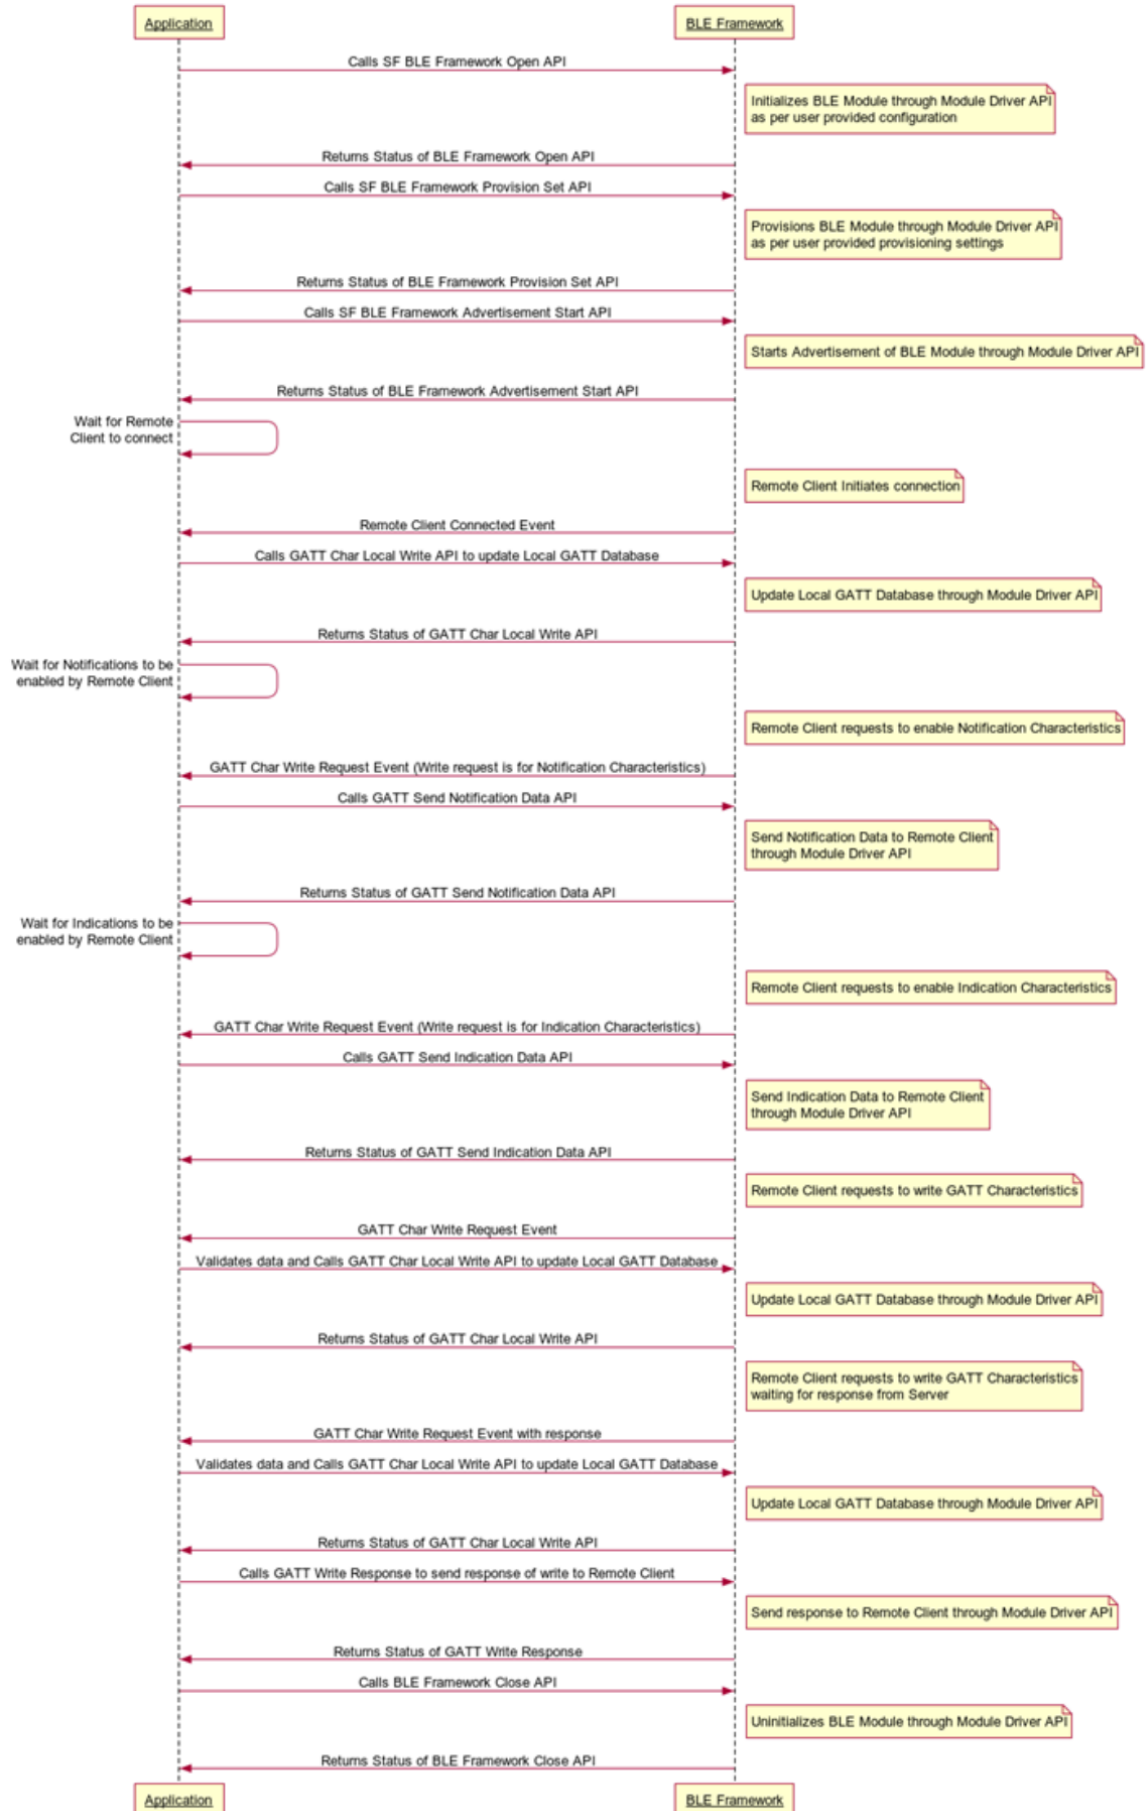 Application
BLE Framework
Calls SF BLE Framework Open API
Initializes BLE Module through Module Driver API
as per user provided configuration
Returns Status of BLE Framework Open API
Calls SF BLE Framework Provision Set API
Provisions BLE Module through Module Driver API
as per user provided provisioning settings
Returns Status of BLE Framework Provision Set API
Calls SF BLE Framework Advertisement Start API
Starts Advertisement of BLE Module through Module Driver API
Returns Status of BLE Framework Advertisement Start API
Wait for Remote
Client to connect
Remote Client Initiates connection
Remote Client Connected Event
Calls GATT Char Local Write API to update Local GATT Database
Update Local GATT Database through Module Driver API
Returns Status of GATT Char Local Write API
Wait for Notifications to be
enabled by Remote Client
Remote Client requests to enable Notification Characteristics
GATT Char Write Request Event (Write request is for Notification Characteristics)
Calls GATT Send Notification Data API
Send Notification Data to Remote Client
through Module Driver API
Returns Status of GATT Send Notification Data API
Wait for Indications to be
enabled by Remote Client
Remote Client requests to enable Indication Characteristics
GATT Char Write Request Event (Write request is for Indication Characteristics)
Calls GATT Send Indication Data API
Send Indication Data to Remote Client
through Module Driver API
Returns Status of GATT Send Indication Data API
Remote Client requests to write GATT Characteristics
GATT Char Write Request Event
Validates data and Calls GATT Char Local Write API to update Local GATT Database
Update Local GATT Database through Module Driver API
Returns Status of GATT Char Local Write API
Remote Client requests to write GATT Characteristics
waiting for response from Server
GATT Char Write Request Event with response
Validates data and Calls GATT Char Local Write API to update Local GATT Database
Update Local GATT Database through Module Driver API
Returns Status of GATT Char Local Write API
Calls GATT Write Response to send response of write to Remote Client
Send response to Remote Client through Module Driver API
Returns Status of GATT Write Response
Calls BLE Framework Close API
Uninitializes BLE Module through Module Driver API
Returns Status of BLE Framework Close API
Application
BLE Framework